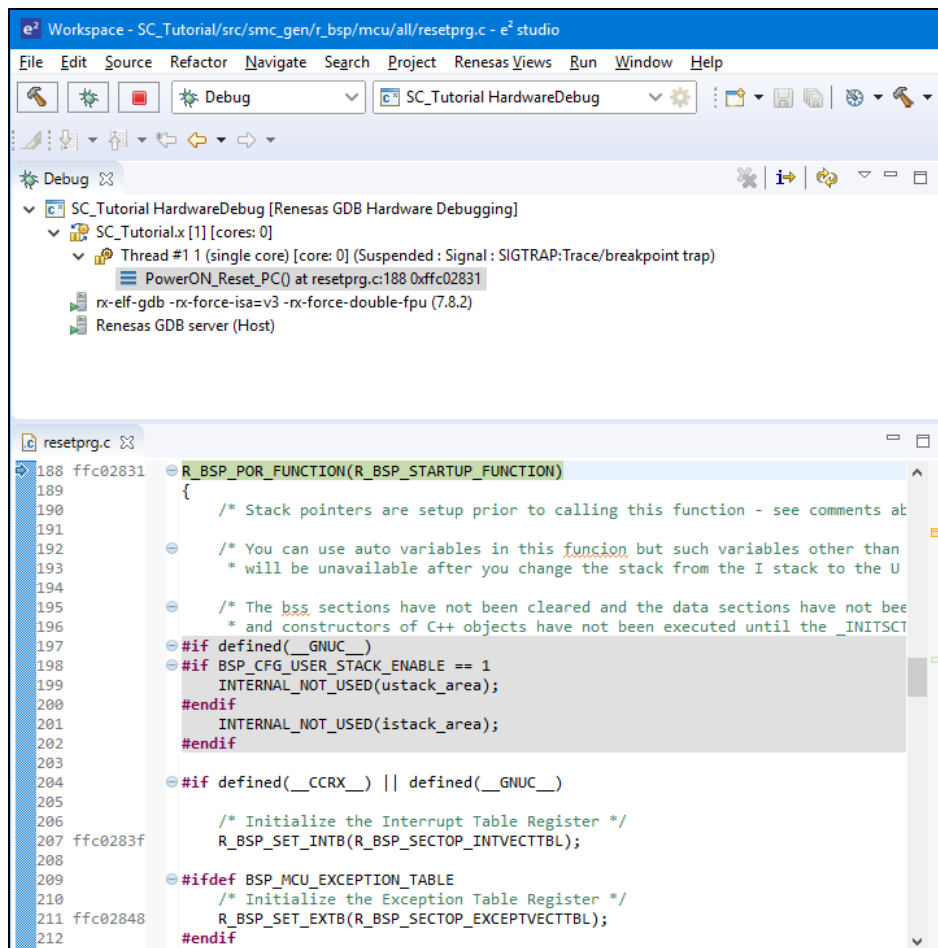 e² Workspace - SC_Tutorial/src/smc_gen/r_bsp/mcu/all/resetprg.c - e² studio
File Edit Source Refactor Navigate Search Project Renesas Views Run Window Help
Debug SC_Tutorial HardwareDebug
Debug
SC_Tutorial HardwareDebug [Renesas GDB Hardware Debugging]
SC_Tutorial.x [1] [cores: 0]
Thread #1 1 (single core) [core: 0] (Suspended : Signal : SIGTRAP:Trace/breakpoint trap)
PowerON_Reset_PC() at resetprg.c:188 0xffc02831
rx-elf-gdb -rx-force-isa=v3 -rx-force-double-fpu (7.8.2)
Renesas GDB server (Host)
resetprg.c
188 ffc02831 R_BSP_POR_FUNCTION(R_BSP_STARTUP_FUNCTION)
189 {
190 /* Stack pointers are setup prior to calling this function - see comments ab
191
192 /* You can use auto variables in this funcion but such variables other than
193 * will be unavailable after you change the stack from the I stack to the U
194
195 /* The bss sections have not been cleared and the data sections have not bee
196 * and constructors of C++ objects have not been executed until the _INITSCT
197 #if defined(__GNUC__)
198 #if BSP_CFG_USER_STACK_ENABLE == 1
199 INTERNAL_NOT_USED(ustack_area);
200 #endif
201 INTERNAL_NOT_USED(istack_area);
202 #endif
203
204 #if defined(__CCRX__) || defined(__GNUC__)
205
206 /* Initialize the Interrupt Table Register */
207 ffc0283f R_BSP_SET_INTB(R_BSP_SECTOP_INTVECTTBL);
208
209 #ifdef BSP_MCU_EXCEPTION_TABLE
210 /* Initialize the Exception Table Register */
211 ffc02848 R_BSP_SET_EXTB(R_BSP_SECTOP_EXCEPTVECTTBL);
212 #endif